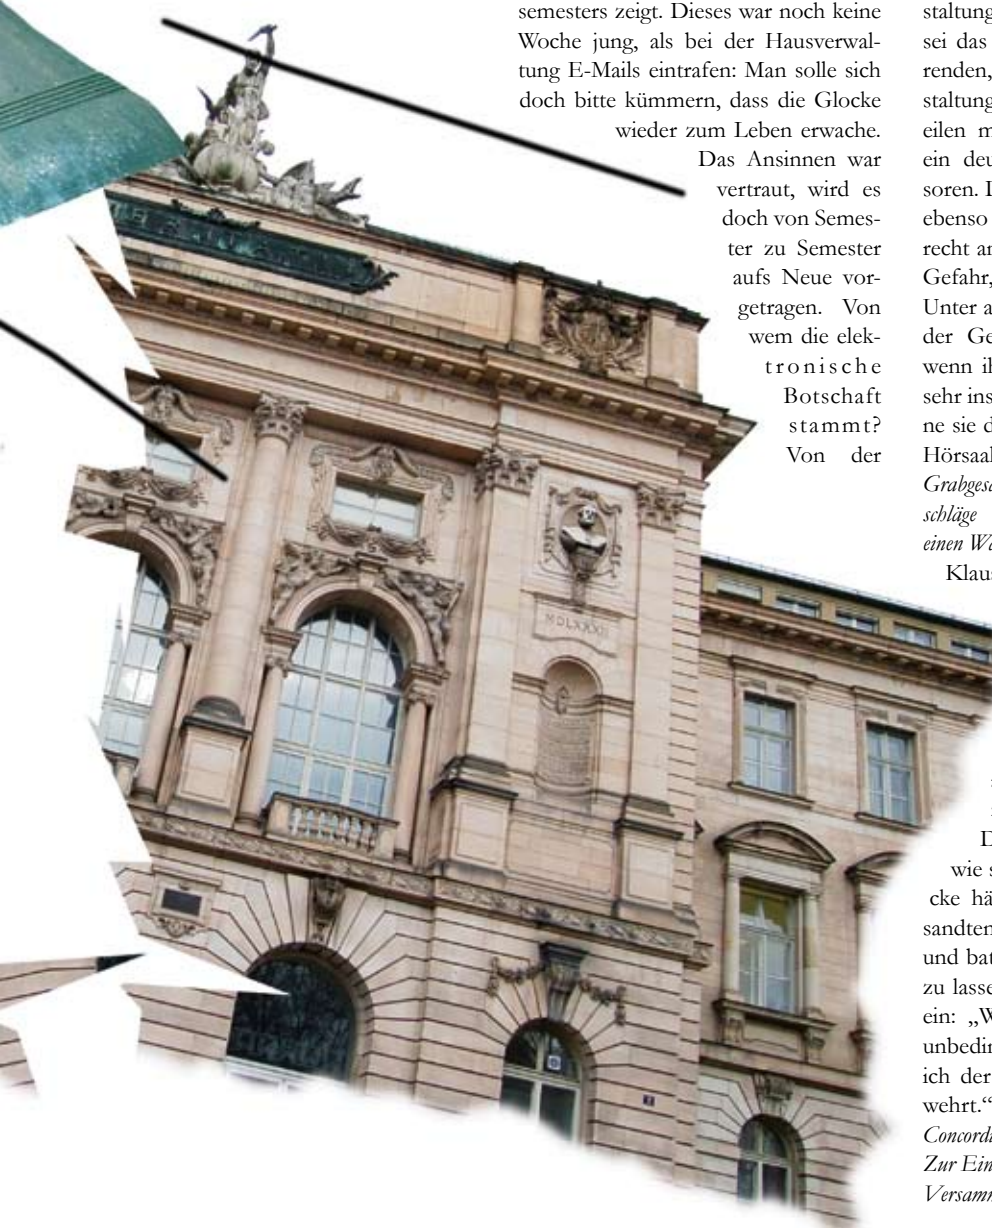 semesters zeigt. Dieses war noch keine
Woche jung, als bei der Hausverwal-
tung E-Mails eintrafen: Man solle sich
doch bitte kümmern, dass die Glocke
wieder zum Leben erwache.
Das Ansinnen war
vertraut, wird es
doch von Semes-
ter zu Semester
aufs Neue vor-
getragen. Von
wem die elek-
tronische
Botschaft
stammt?
Von der
staltung
sei das
renden,
staltung
eilen m
ein deu
soren. D
ebenso
recht an
Gefahr,
Unter a
der Ge
wenn ih
sehr ins
ne sie d
Hörsaal
Grabgesa
schläge
einen Wa
Klaus
D
wie s
cke hä
sandten
und bat
zu lasse
ein: „W
unbedin
ich der
wehrt.“
Concordi
Zur Ein
Versamm
MDLXXXII